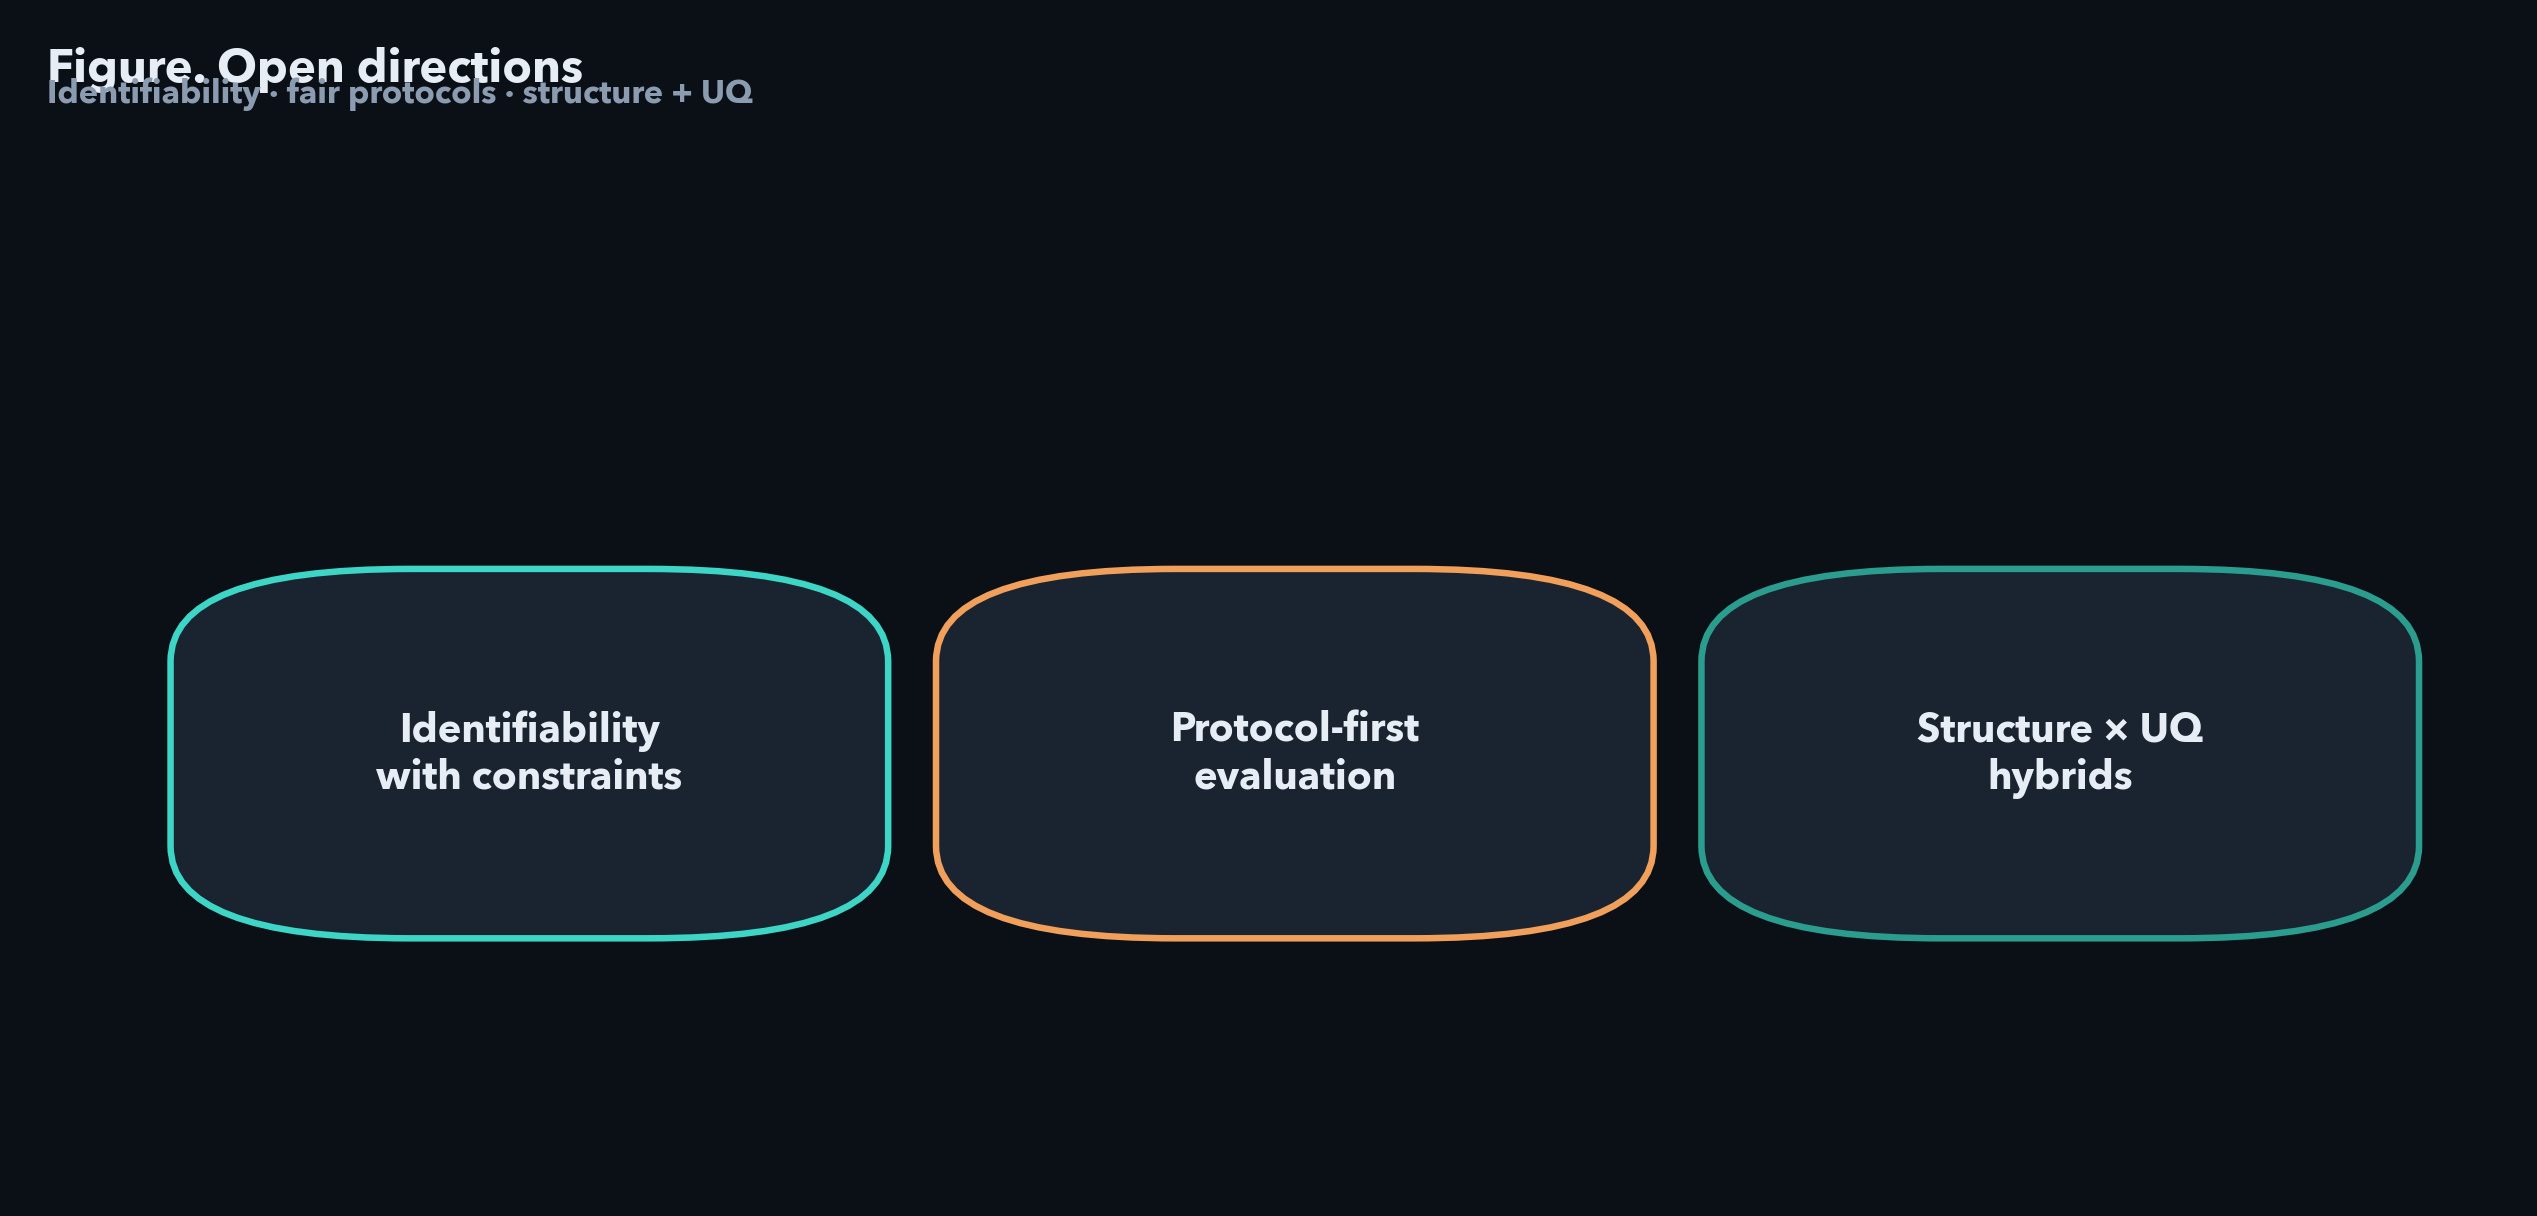 Figure. Open directions
Identifiability · fair protocols · structure + UQ
Identifiability
with constraints
Protocol-first
evaluation
Structure × UQ
hybrids